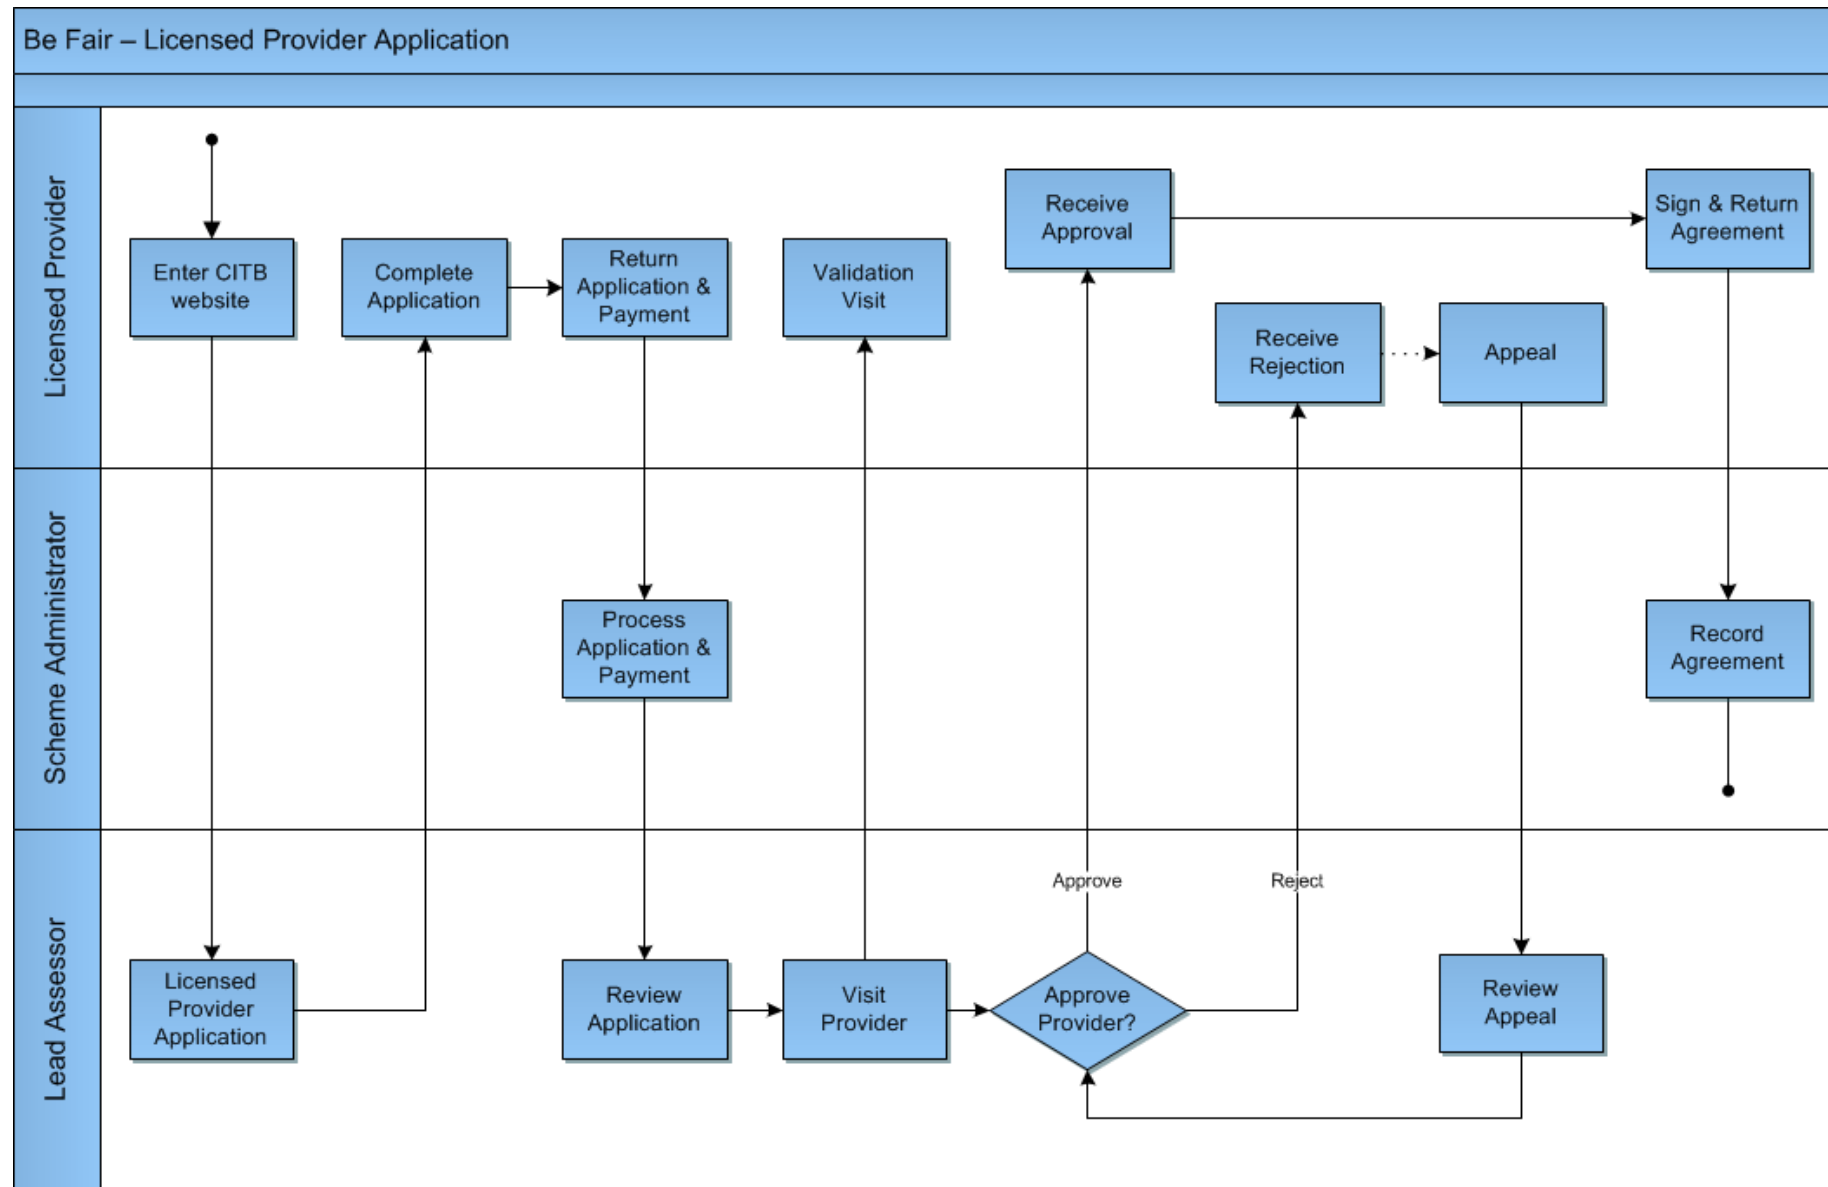 Be Fair – Licensed Provider Application
Licensed Provider
Enter CITB
website
Complete
Application
Return
Application &
Payment
Validation
Visit
Receive
Approval
Receive
Rejection
Appeal
Sign & Return
Agreement
Scheme Administrator
Process
Application &
Payment
Record
Agreement
Lead Assessor
Licensed
Provider
Application
Review
Application
Visit
Provider
Approve
Provider?
Approve
Reject
Review
Appeal